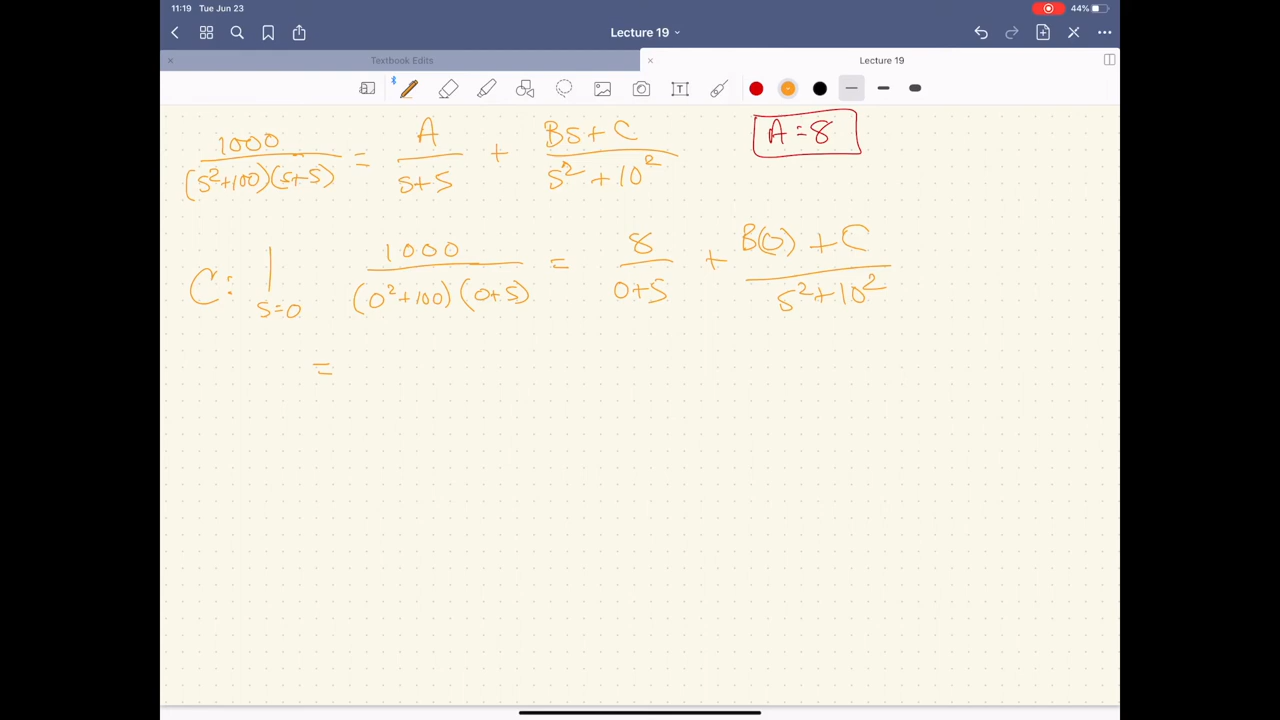 11:19 Tue Jun 23
44%
Lecture 19
Textbook Edits
Lecture 19
1000/((s²+100)(s+5)) = A/(s+5) + (Bs+C)/(s²+10²)
A=8
C: |s=0 1000/((0²+100)(0+5)) = 8/(0+5) + (B(0)+C)/(s²+10²)
=